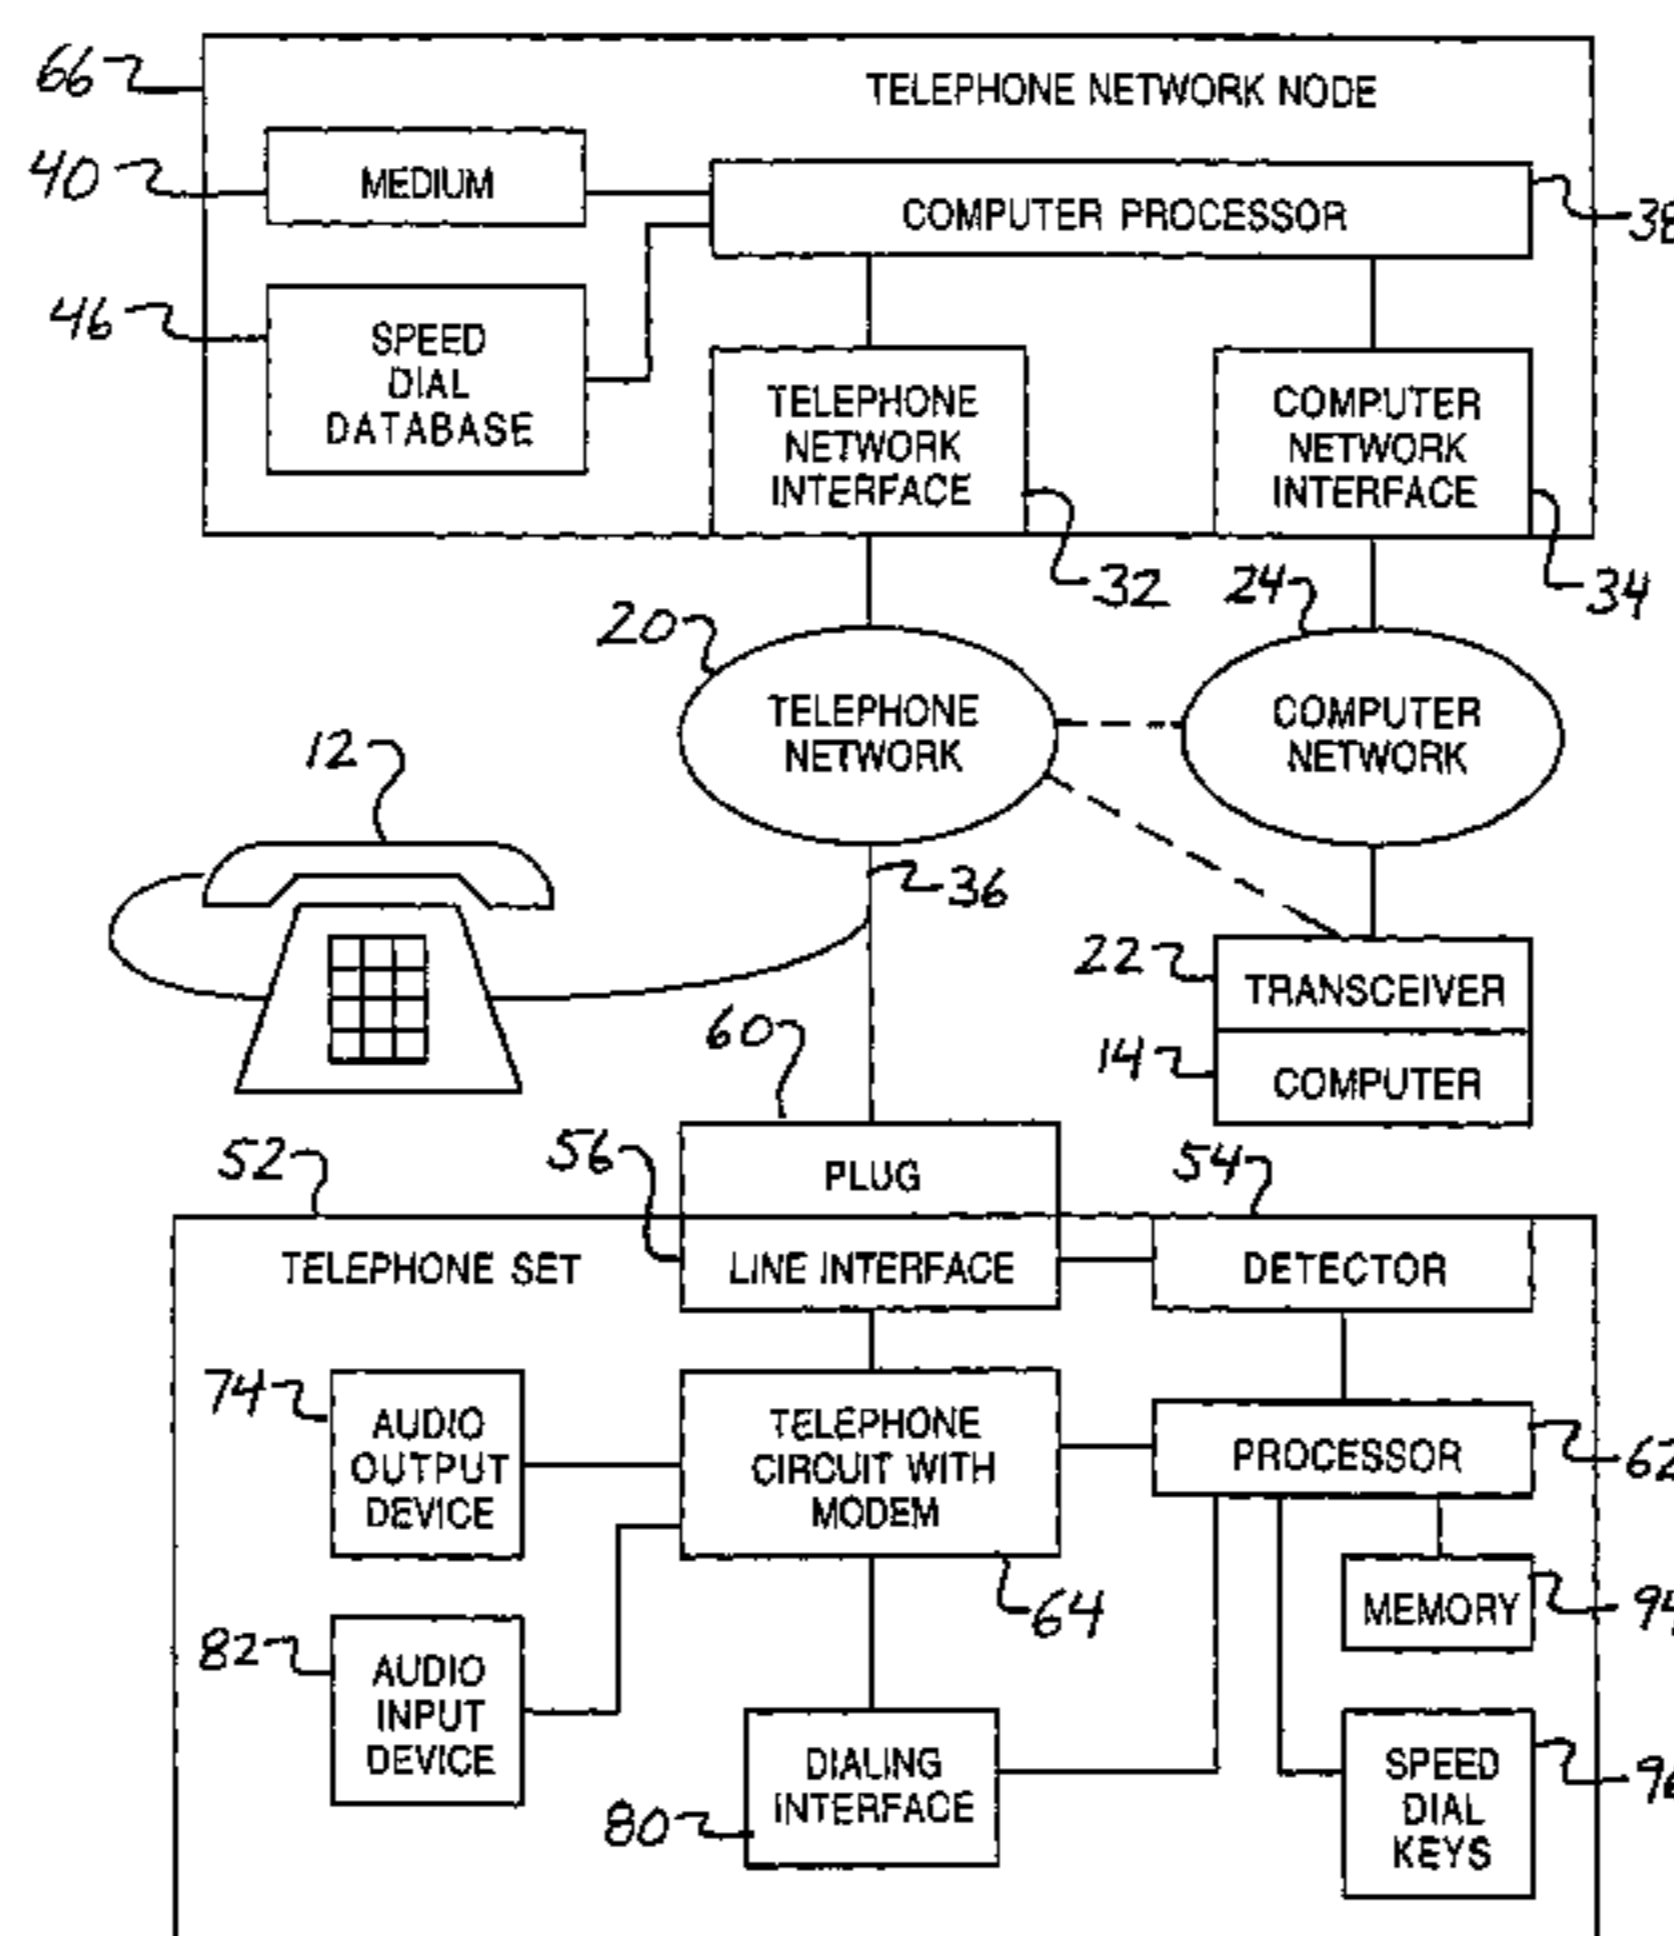 66
TELEPHONE NETWORK NODE
40
MEDIUM
COMPUTER PROCESSOR
38
46
SPEED
DIAL
DATABASE
TELEPHONE
NETWORK
INTERFACE
COMPUTER
NETWORK
INTERFACE
32
34
20
24
TELEPHONE
NETWORK
COMPUTER
NETWORK
12
36
22
TRANSCEIVER
14
COMPUTER
60
PLUG
52
56
54
TELEPHONE SET
LINE INTERFACE
DETECTOR
74
AUDIO
OUTPUT
DEVICE
TELEPHONE
CIRCUIT WITH
MODEM
PROCESSOR
62
64
MEMORY
82
AUDIO
INPUT
DEVICE
DIALING
INTERFACE
80
SPEED
DIAL
KEYS